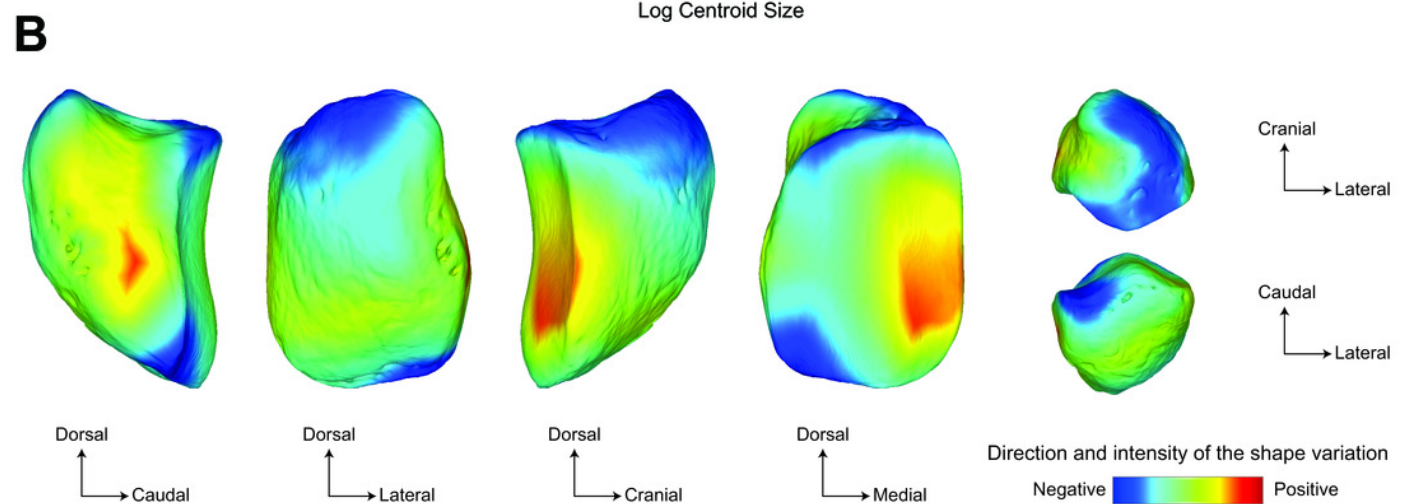 Log Centroid Size
B
Cranial
Lateral
Caudal
Lateral
Dorsal
Caudal
Dorsal
Lateral
Dorsal
Cranial
Dorsal
Medial
Direction and intensity of the shape variation
Negative Positive